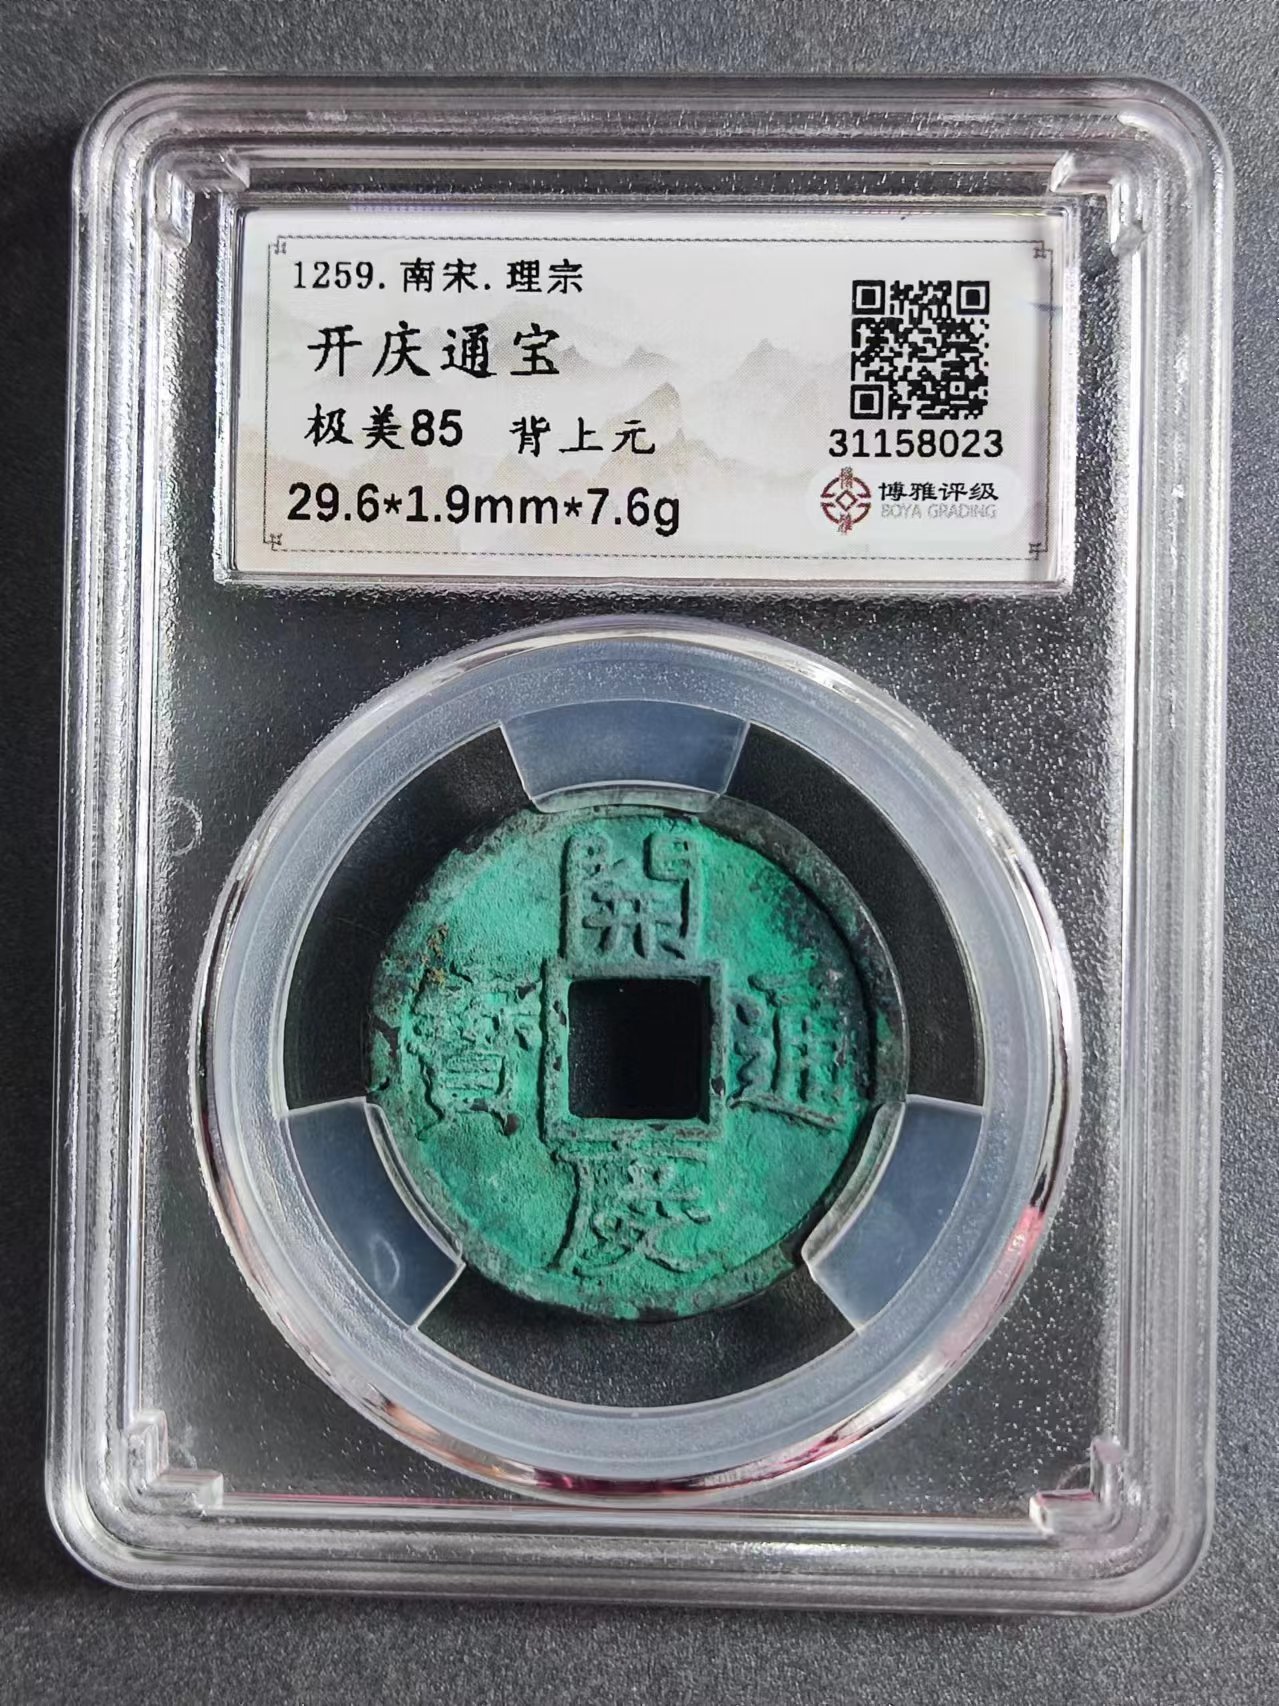 1259.南宋.理宗
开庆通宝
极美85 背上元
29.6*1.9mm*7.6g
31158023
博雅评级
BOYA GRADING
開
寶 通
慶